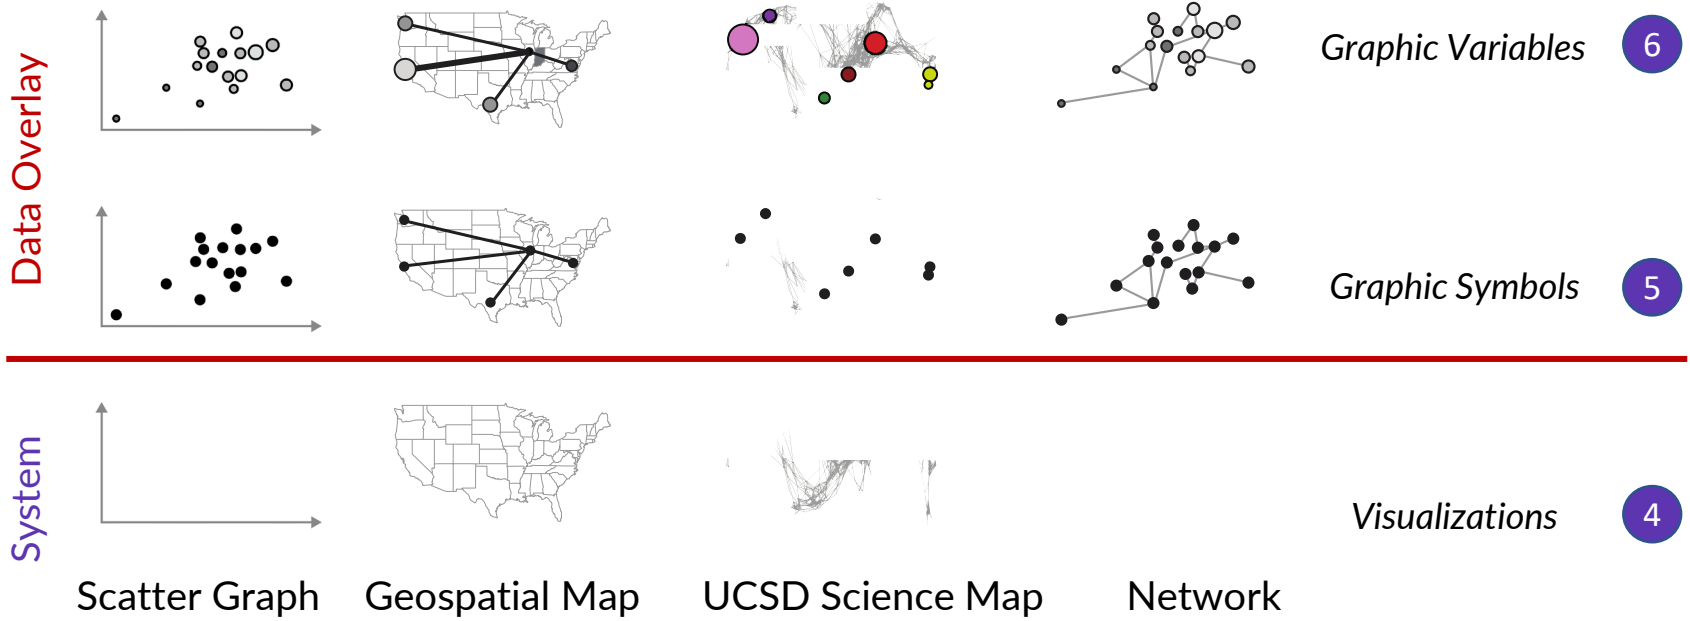 Data Overlay
Graphic Variables 6
Graphic Symbols 5
System
Visualizations 4
Scatter Graph Geospatial Map UCSD Science Map Network